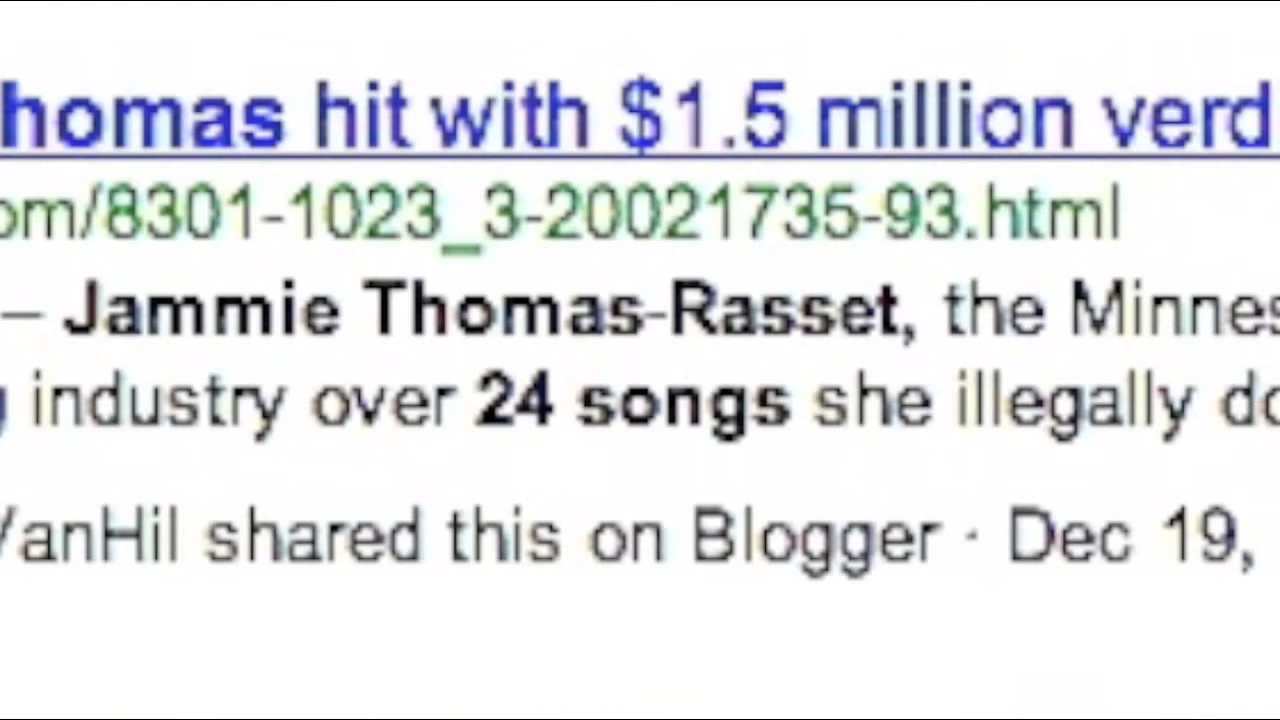 homas hit with $1.5 million verd
om/8301-1023_3-20021735-93.html
– Jammie Thomas-Rasset, the Minnes
g industry over 24 songs she illegally do
VanHil shared this on Blogger · Dec 19,